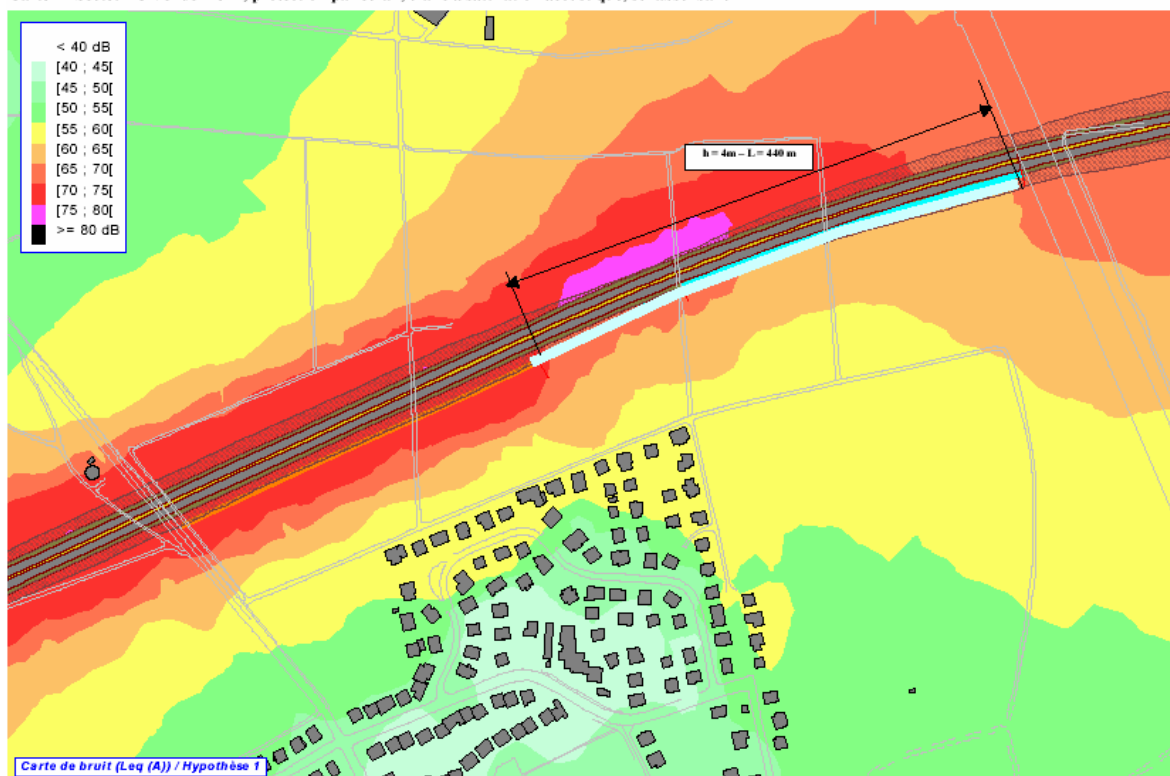 < 40 dB
[40 ; 45[
[45 ; 50[
[50 ; 55[
[55 ; 60[
[60 ; 65[
[65 ; 70[
[70 ; 75[
[75 ; 80[
>= 80 dB
h = 4m – L = 440 m
Carte de bruit (Leq (A)) / Hypothèse 1